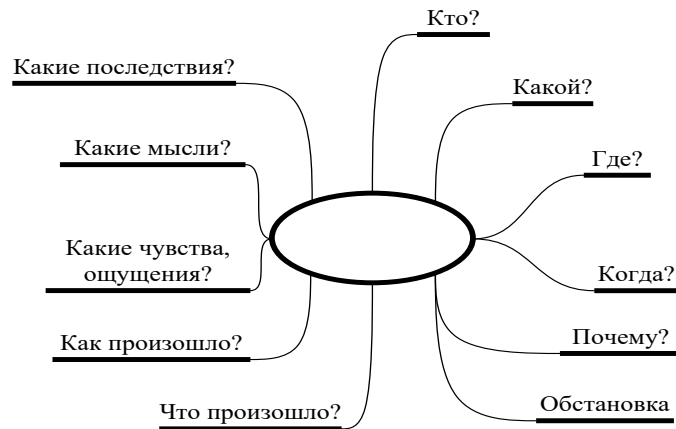 Кто?
Какой?
Где?
Когда?
Почему?
Обстановка
Что произошло?
Как произошло?
Какие чувства,
ощущения?
Какие мысли?
Какие последствия?